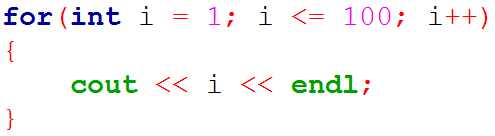 for(int i = 1; i <= 100; i++)
{
    cout << i << endl;
}